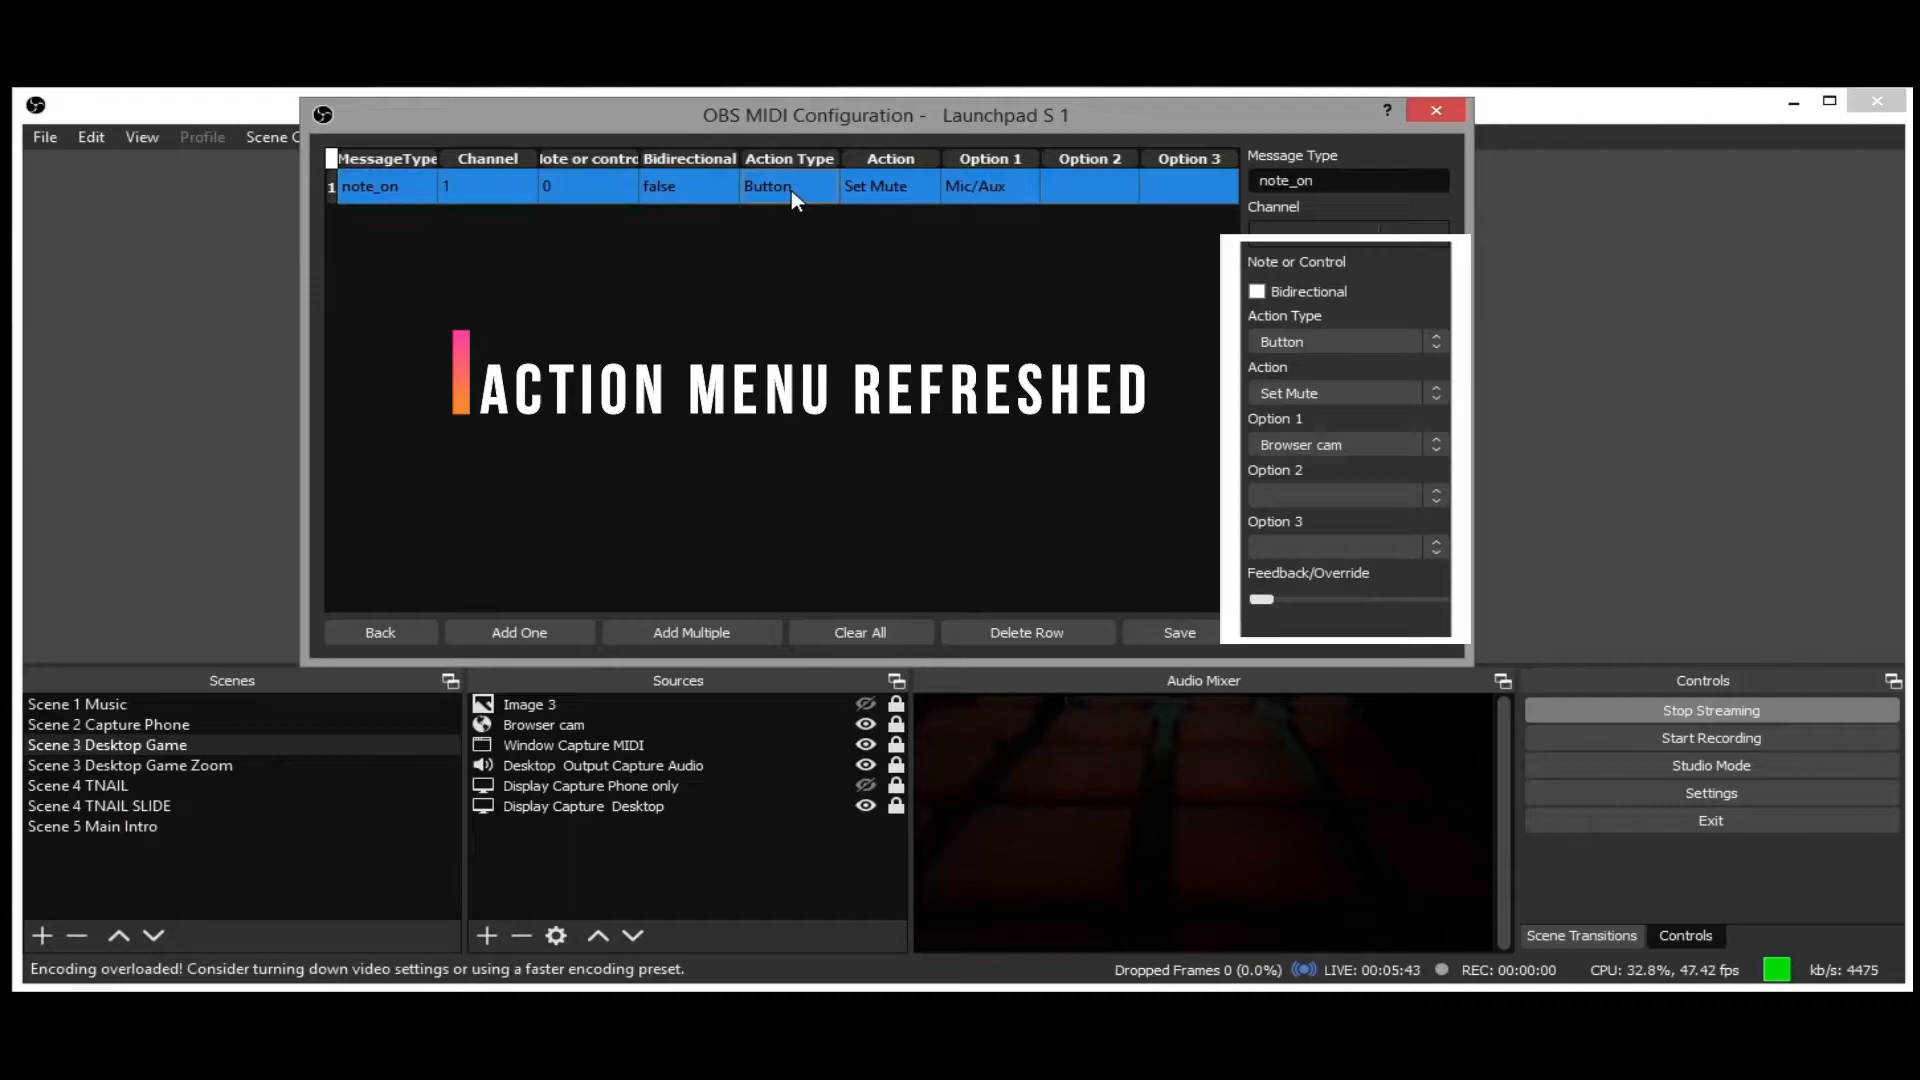 OBS MIDI Configuration - Launchpad S 1
?
File Edit View Profile Scene C
MessageType Channel lote or contro Bidirectional Action Type Action Option 1 Option 2 Option 3
1 note_on 1 0 false Button Set Mute Mic/Aux
Message Type
note_on
Channel
Note or Control
Bidirectional
Action Type
Button
Action
Set Mute
Option 1
Browser cam
Option 2
Option 3
Feedback/Override
ACTION MENU REFRESHED
Back Add One Add Multiple Clear All Delete Row Save
Scenes
Scene 1 Music
Scene 2 Capture Phone
Scene 3 Desktop Game
Scene 3 Desktop Game Zoom
Scene 4 TNAIL
Scene 4 TNAIL SLIDE
Scene 5 Main Intro
Sources
Image 3
Browser cam
Window Capture MIDI
Desktop Output Capture Audio
Display Capture Phone only
Display Capture Desktop
Audio Mixer
Controls
Stop Streaming
Start Recording
Studio Mode
Settings
Exit
Scene Transitions Controls
Encoding overloaded! Consider turning down video settings or using a faster encoding preset.
Dropped Frames 0 (0.0%) LIVE: 00:05:43 REC: 00:00:00 CPU: 32.8%, 47.42 fps kb/s: 4475